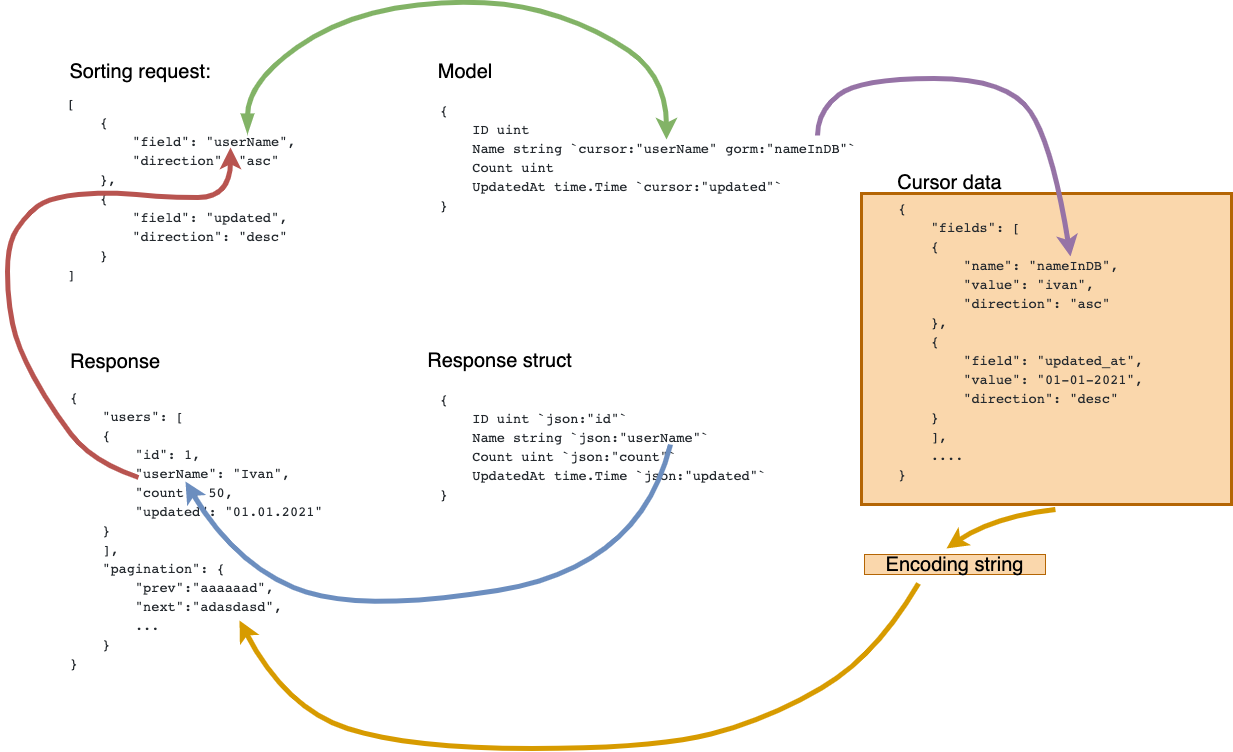 Sorting request:
[
{
"field": "userName",
"direction": "asc"
},
{
"field": "updated",
"direction": "desc"
}
]
Model
{
ID uint
Name string `cursor:"userName" gorm:"nameInDB"`
Count uint
UpdatedAt time.Time `cursor:"updated"`
}
Cursor data
{
"fields": [
{
"name": "nameInDB",
"value": "ivan",
"direction": "asc"
},
{
"field": "updated_at",
"value": "01-01-2021",
"direction": "desc"
}
],
....
}
Response
{
"users": [
{
"id": 1,
"userName": "Ivan",
"count": 50,
"updated": "01.01.2021"
}
],
"pagination": {
"prev":"aaaaaad",
"next":"adasdasd",
...
}
}
Response struct
{
ID uint `json:"id"`
Name string `json:"userName"`
Count uint `json:"count"`
UpdatedAt time.Time `json:"updated"`
}
Encoding string